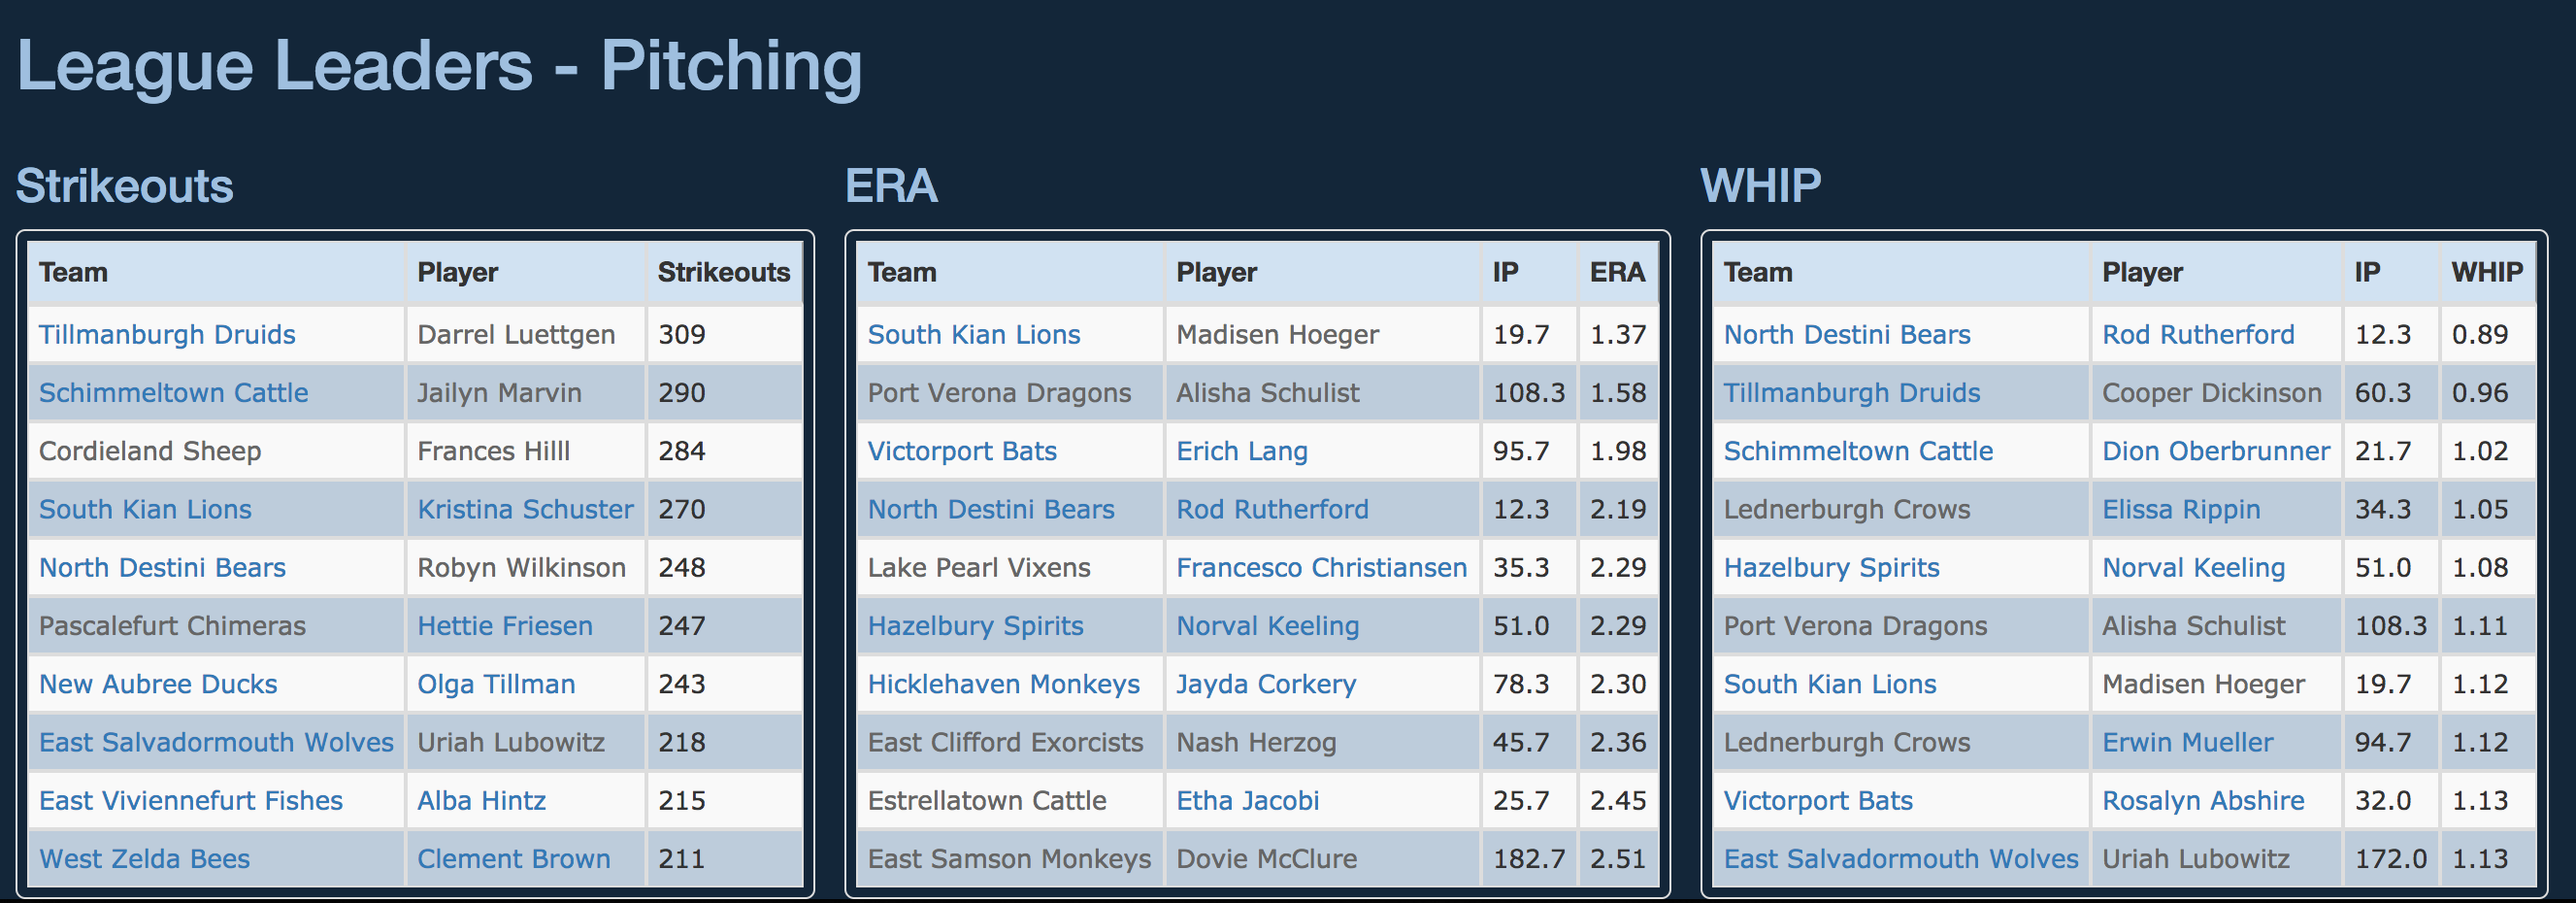 League Leaders - Pitching
Strikeouts
Team Player Strikeouts
Tillmanburgh Druids Darrel Luettgen 309
Schimmeltown Cattle Jailyn Marvin 290
Cordieland Sheep Frances Hilll 284
South Kian Lions Kristina Schuster 270
North Destini Bears Robyn Wilkinson 248
Pascalefurt Chimeras Hettie Friesen 247
New Aubree Ducks Olga Tillman 243
East Salvadormouth Wolves Uriah Lubowitz 218
East Viviennefurt Fishes Alba Hintz 215
West Zelda Bees Clement Brown 211
ERA
Team Player IP ERA
South Kian Lions Madisen Hoeger 19.7 1.37
Port Verona Dragons Alisha Schulist 108.3 1.58
Victorport Bats Erich Lang 95.7 1.98
North Destini Bears Rod Rutherford 12.3 2.19
Lake Pearl Vixens Francesco Christiansen 35.3 2.29
Hazelbury Spirits Norval Keeling 51.0 2.29
Hicklehaven Monkeys Jayda Corkery 78.3 2.30
East Clifford Exorcists Nash Herzog 45.7 2.36
Estrellatown Cattle Etha Jacobi 25.7 2.45
East Samson Monkeys Dovie McClure 182.7 2.51
WHIP
Team Player IP WHIP
North Destini Bears Rod Rutherford 12.3 0.89
Tillmanburgh Druids Cooper Dickinson 60.3 0.96
Schimmeltown Cattle Dion Oberbrunner 21.7 1.02
Lednerburgh Crows Elissa Rippin 34.3 1.05
Hazelbury Spirits Norval Keeling 51.0 1.08
Port Verona Dragons Alisha Schulist 108.3 1.11
South Kian Lions Madisen Hoeger 19.7 1.12
Lednerburgh Crows Erwin Mueller 94.7 1.12
Victorport Bats Rosalyn Abshire 32.0 1.13
East Salvadormouth Wolves Uriah Lubowitz 172.0 1.13